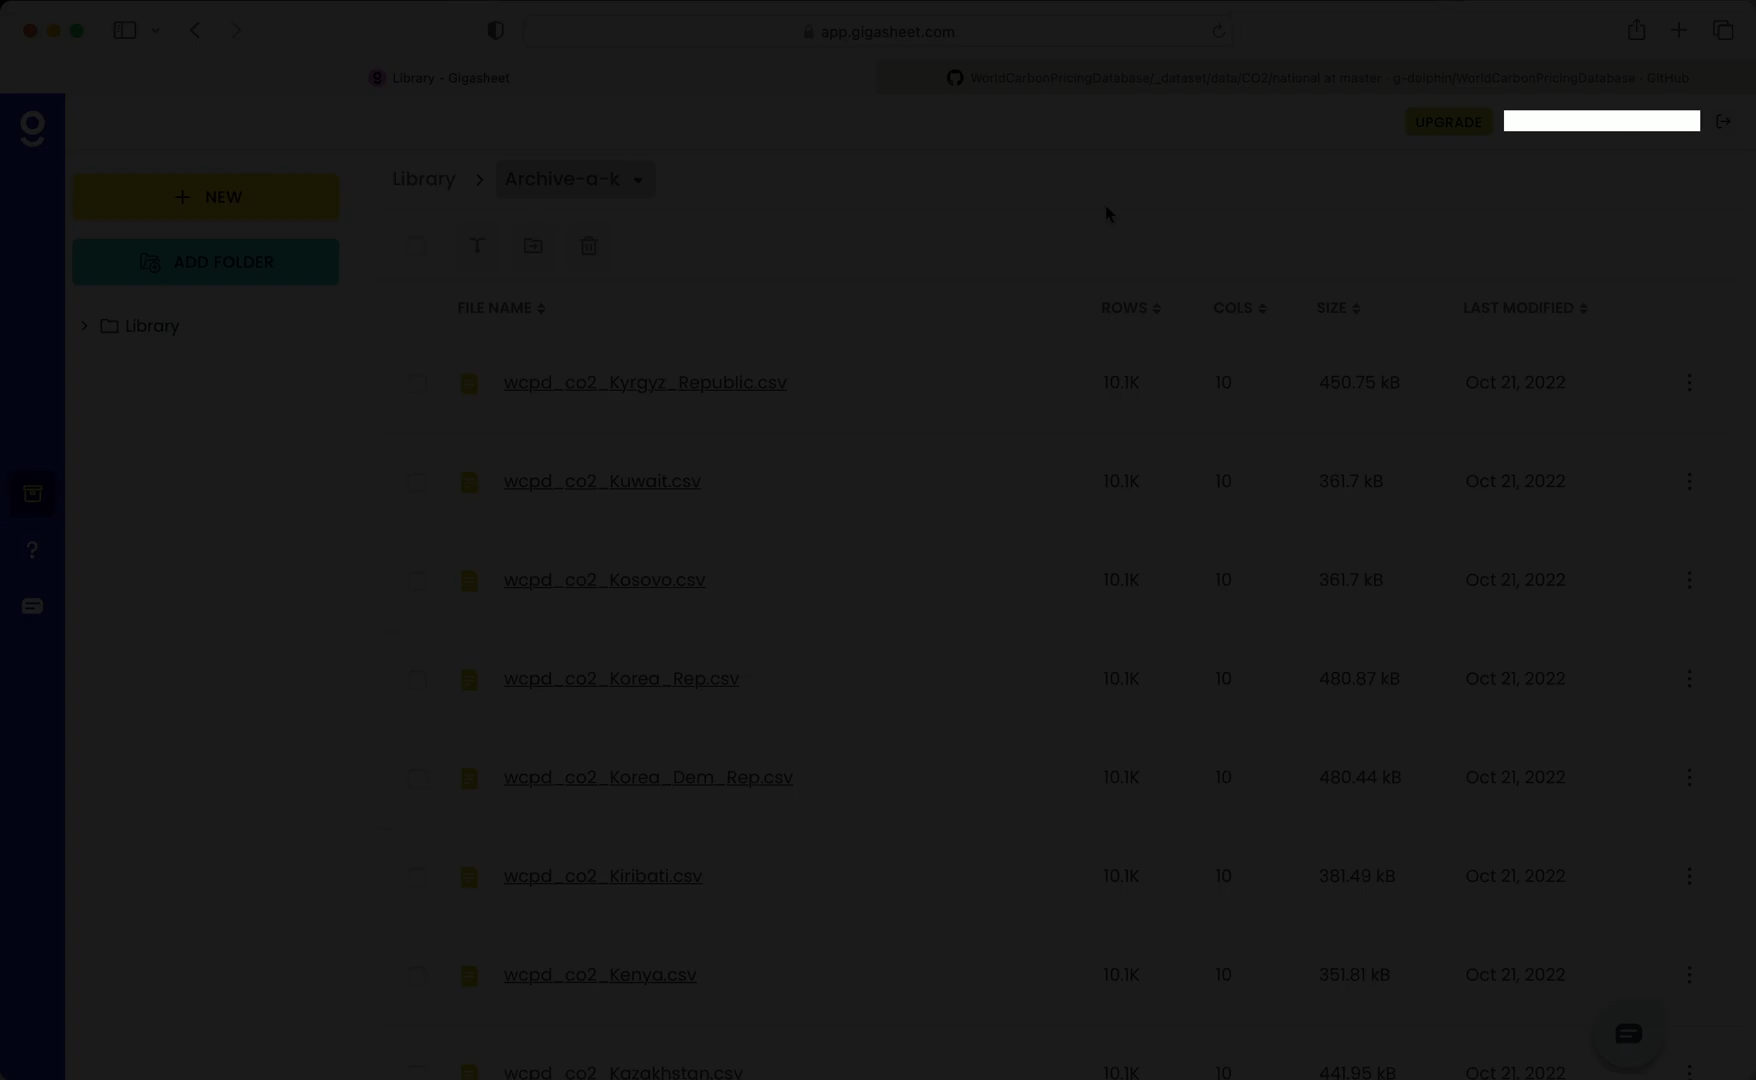 app.gigasheet.com
Library - Gigasheet
WorldCarbonPricingDatabase/_dataset/data/CO2/national at master · g-dolphin/WorldCarbonPricingDatabase · GitHub
UPGRADE
+ NEW
ADD FOLDER
Library
Library > Archive-a-k
FILE NAME ROWS COLS SIZE LAST MODIFIED
wcpd_co2_Kyrgyz_Republic.csv 10.1K 10 450.75 kB Oct 21, 2022
wcpd_co2_Kuwait.csv 10.1K 10 361.7 kB Oct 21, 2022
wcpd_co2_Kosovo.csv 10.1K 10 361.7 kB Oct 21, 2022
wcpd_co2_Korea_Rep.csv 10.1K 10 480.87 kB Oct 21, 2022
wcpd_co2_Korea_Dem_Rep.csv 10.1K 10 480.44 kB Oct 21, 2022
wcpd_co2_Kiribati.csv 10.1K 10 381.49 kB Oct 21, 2022
wcpd_co2_Kenya.csv 10.1K 10 351.81 kB Oct 21, 2022
wcpd_co2_Kazakhstan.csv 10.1K 10 441.95 kB Oct 21, 2022